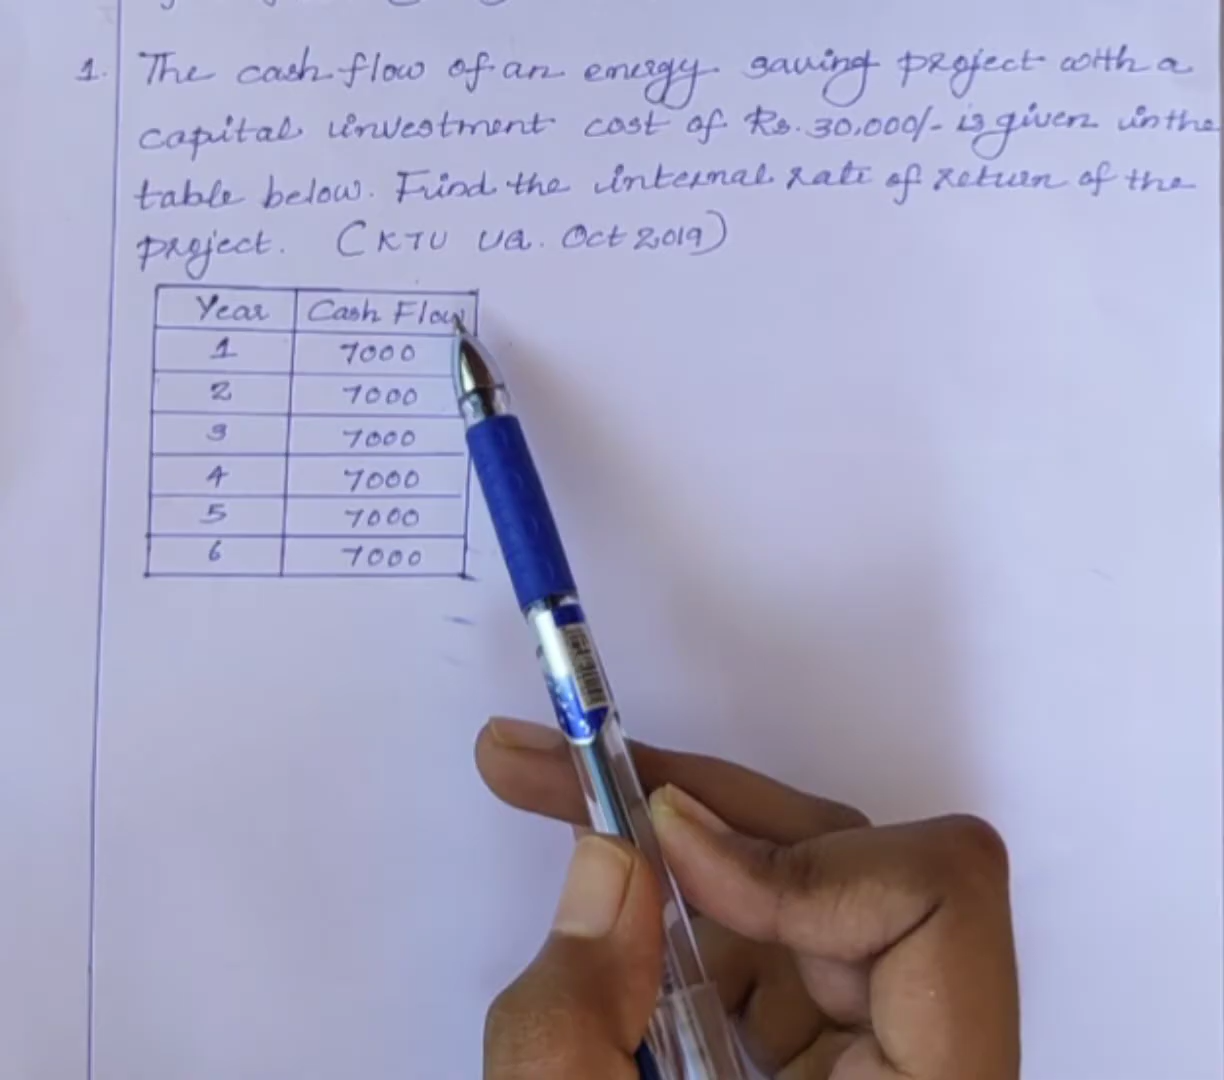 1. The cash flow of an energy saving project with a
capital investment cost of Rs. 30,000/- is given in the
table below. Find the internal rate of return of the
project. (KTU UQ. Oct 2019)
Year Cash Flow
1 7000
2 7000
3 7000
4 7000
5 7000
6 7000